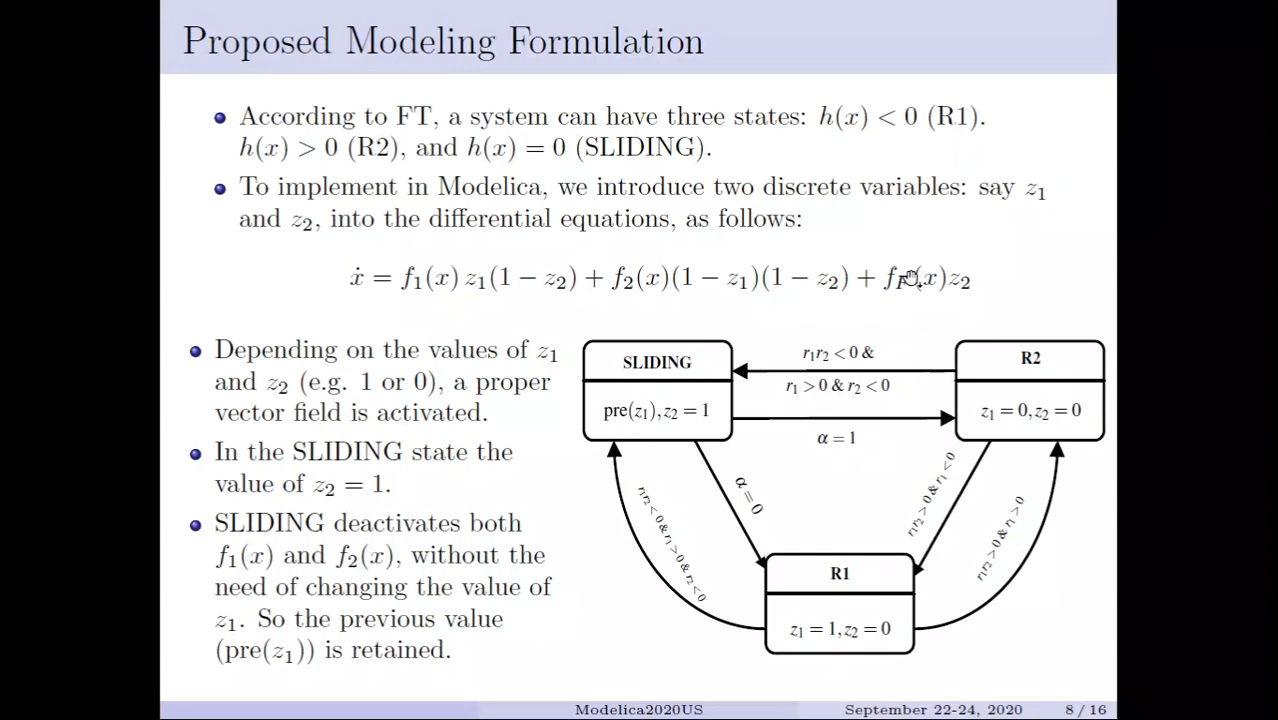 Proposed Modeling Formulation
According to FT, a system can have three states: h(x) < 0 (R1).
h(x) > 0 (R2), and h(x) = 0 (SLIDING).
To implement in Modelica, we introduce two discrete variables: say z₁
and z₂, into the differential equations, as follows:
ẋ = f₁(x) z₁(1 − z₂) + f₂(x)(1 − z₁)(1 − z₂) + f_F(x)z₂
Depending on the values of z₁
and z₂ (e.g. 1 or 0), a proper
vector field is activated.
In the SLIDING state the
value of z₂ = 1.
SLIDING deactivates both
f₁(x) and f₂(x), without the
need of changing the value of
z₁. So the previous value
(pre(z₁)) is retained.
SLIDING
pre(z₁), z₂ = 1
r₁r₂ < 0 &
r₁ > 0 & r₂ < 0
α = 1
R2
z₁ = 0, z₂ = 0
α = 0
r₁r₂ < 0 & r₁ > 0 & r₂ < 0
r₁r₂ > 0 & r₁ < 0
r₁r₂ > 0 & r₁ > 0
R1
z₁ = 1, z₂ = 0
Modelica2020US
September 22-24, 2020
8 / 16